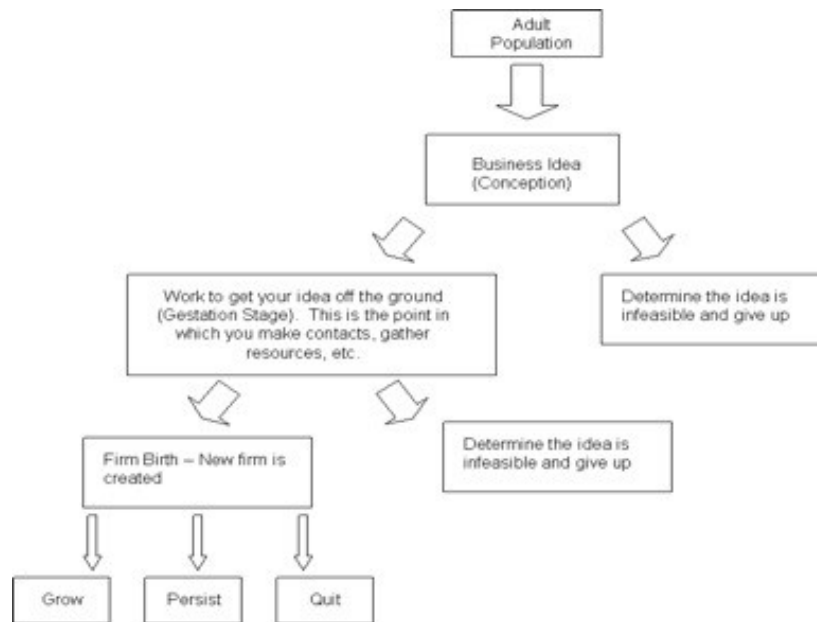 Adult
Population
Business Idea
(Conception)
Work to get your idea off the ground
(Gestation Stage). This is the point in
which you make contacts, gather
resources, etc.
Determine the idea is
infeasible and give up
Firm Birth – New firm is
created
Determine the idea is
infeasible and give up
Grow
Persist
Quit